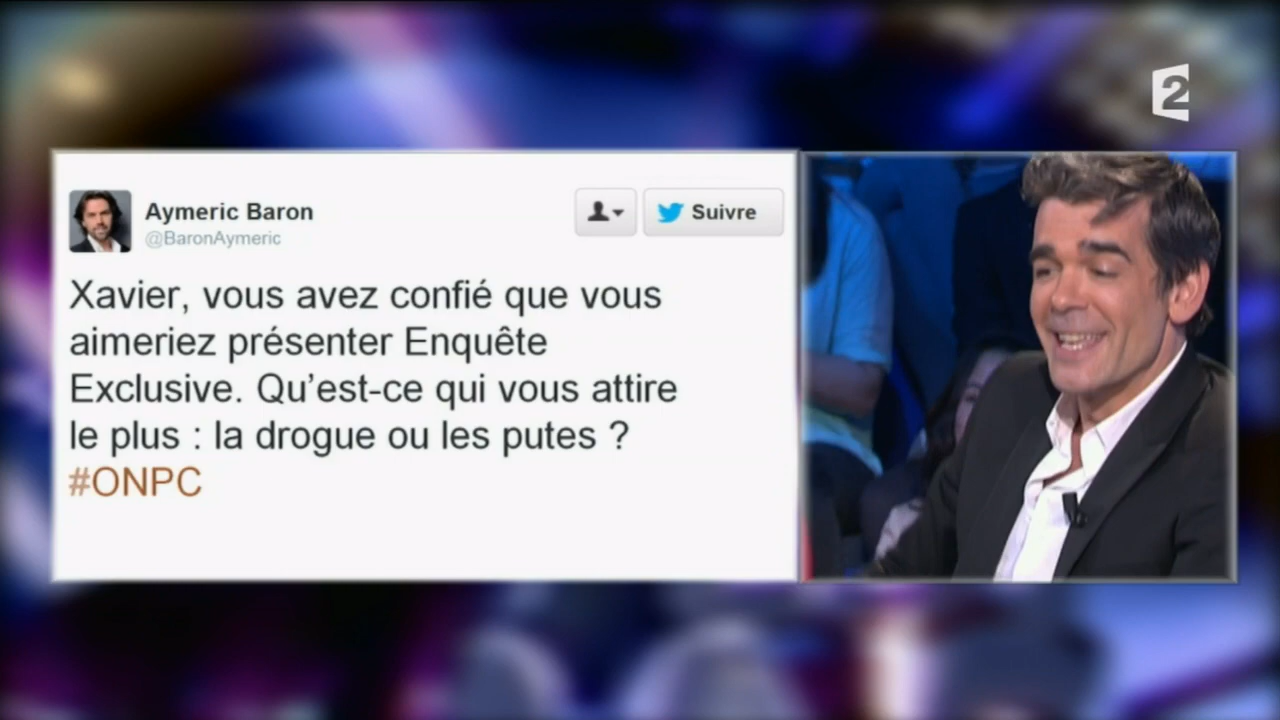 2
Aymeric Baron
@BaronAymeric
Suivre
Xavier, vous avez confié que vous
aimeriez présenter Enquête
Exclusive. Qu’est-ce qui vous attire
le plus : la drogue ou les putes ?
#ONPC